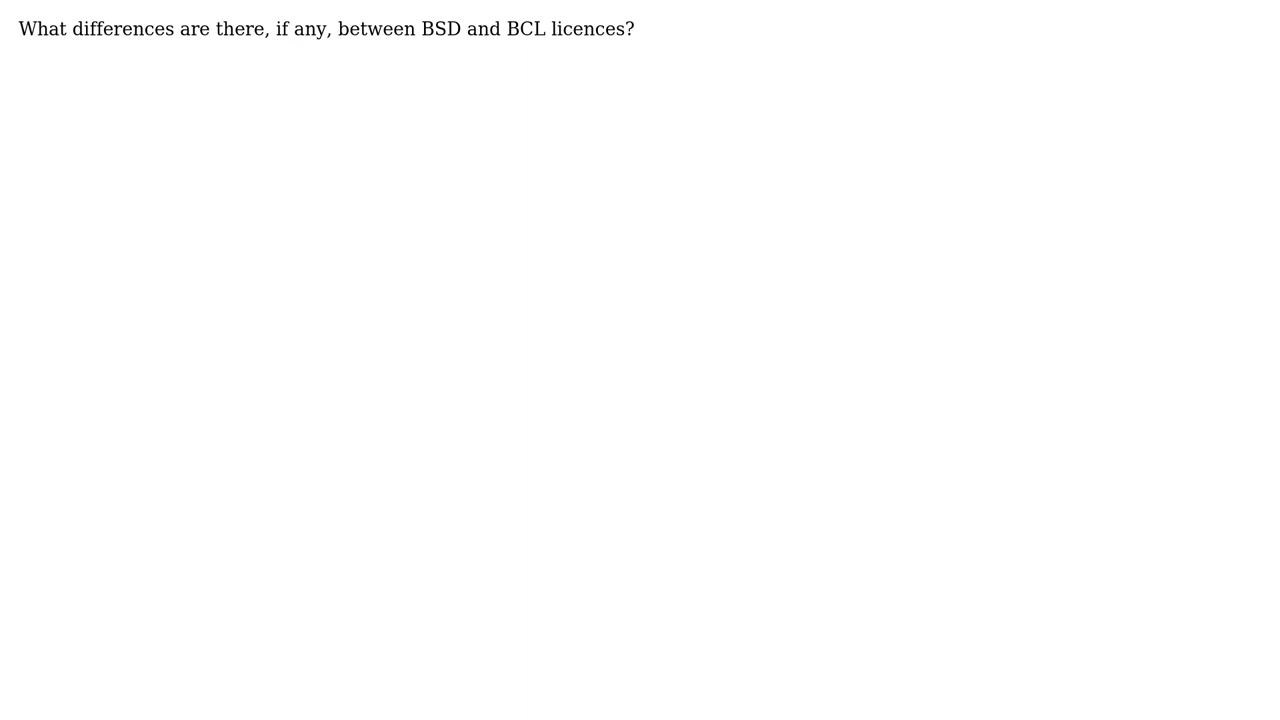 What differences are there, if any, between BSD and BCL licences?